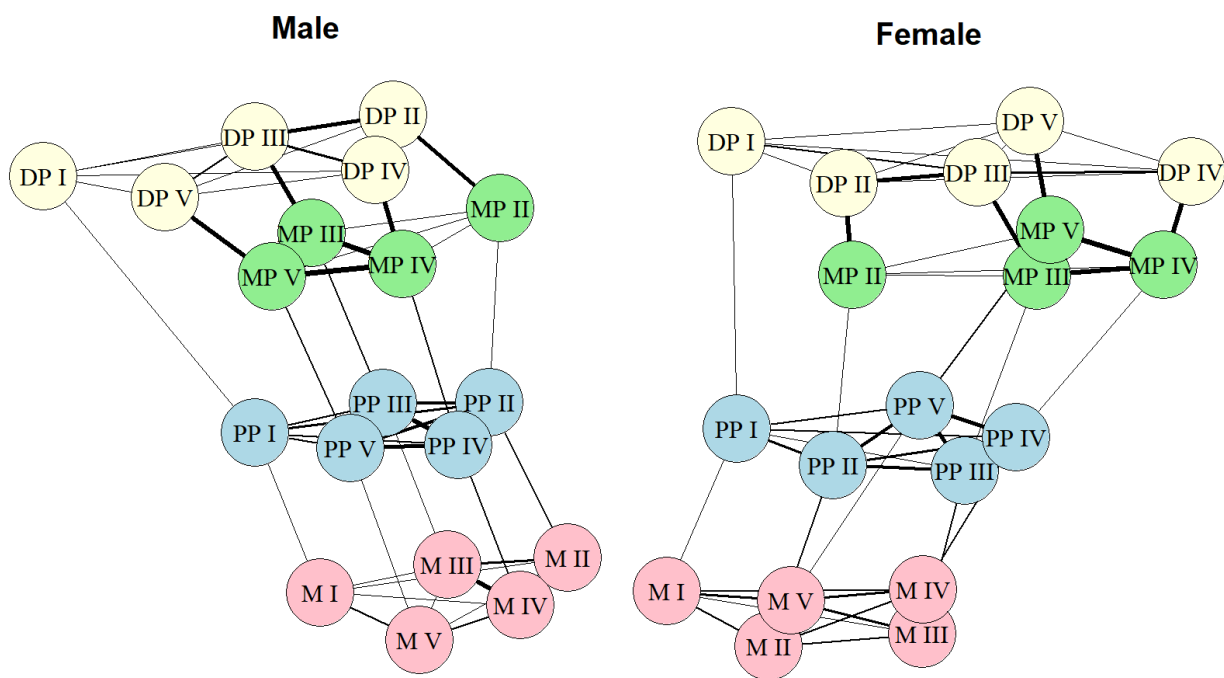 Male
DP II
DP III
DP IV
DP I
DP V
MP II
MP III
MP IV
MP V
PP III
PP II
PP I
PP V
PP IV
M III
M II
M I
M IV
M V
Female
DP V
DP I
DP III
DP IV
DP II
MP V
MP II
MP III
MP IV
PP V
PP I
PP IV
PP II
PP III
M I
M V
M IV
M II
M III